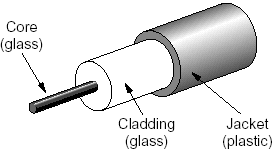 Core
(glass)
Cladding
(glass)
Jacket
(plastic)